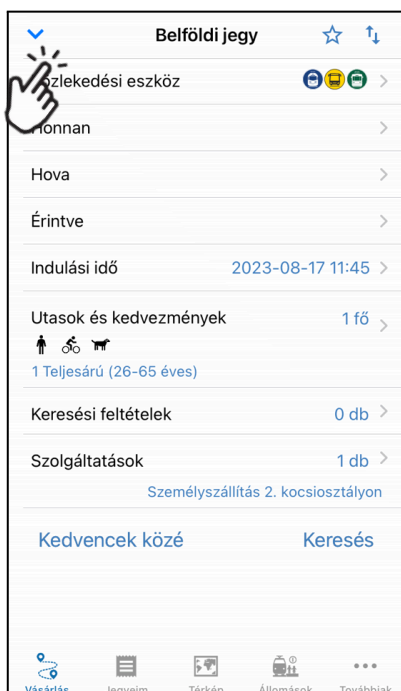 Belföldi jegy
Közlekedési eszköz
Honnan
Hova
Érintve
Indulási idő 2023-08-17 11:45
Utasok és kedvezmények 1 fő
1 Teljesárú (26-65 éves)
Keresési feltételek 0 db
Szolgáltatások 1 db
Személyszállítás 2. kocsiosztályon
Kedvencek közé Keresés
Vásárlás Jegyeim Térkép Állomások Továbbiak